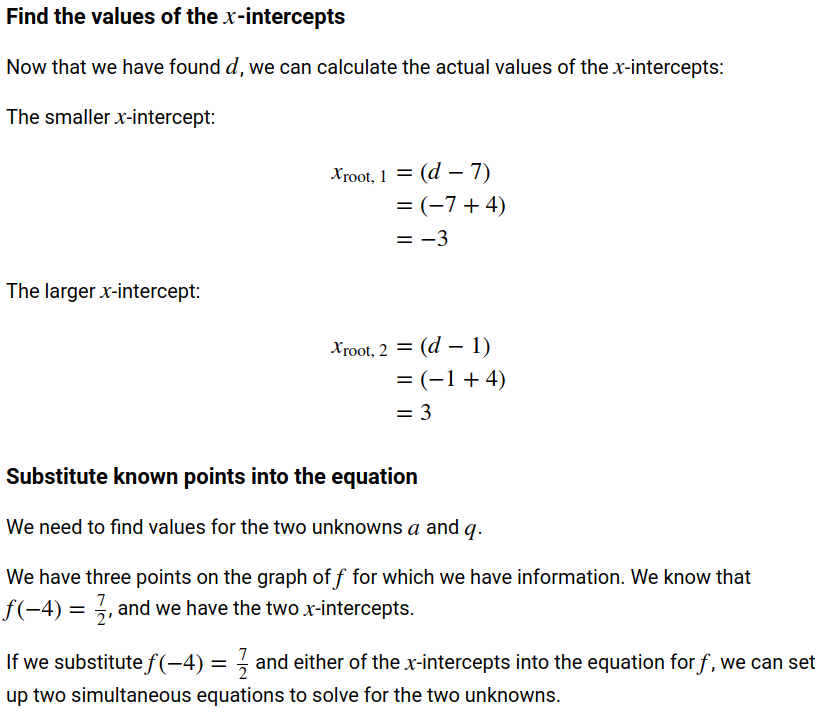 Find the values of the x-intercepts
Now that we have found d, we can calculate the actual values of the x-intercepts:
The smaller x-intercept:
x_{root, 1} = (d − 7)
= (−7 + 4)
= −3
The larger x-intercept:
x_{root, 2} = (d − 1)
= (−1 + 4)
= 3
Substitute known points into the equation
We need to find values for the two unknowns a and q.
We have three points on the graph of f for which we have information. We know that
f(−4) = \frac{7}{2}, and we have the two x-intercepts.
If we substitute f(−4) = \frac{7}{2} and either of the x-intercepts into the equation for f, we can set
up two simultaneous equations to solve for the two unknowns.